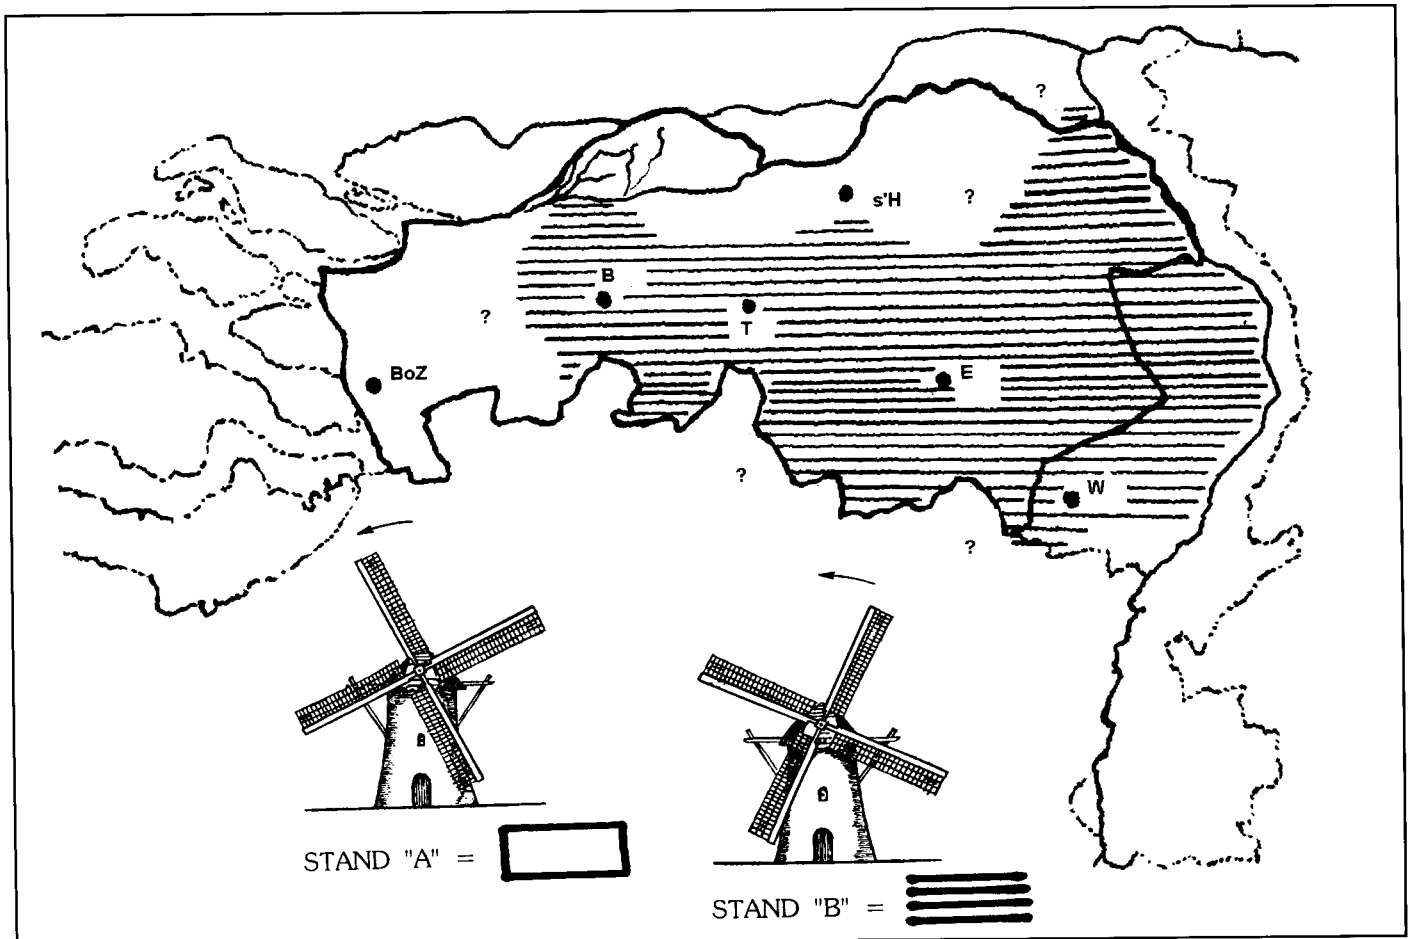 ?
s'H
?
B
?
T
BoZ
E
?
W
?
STAND "A" =
STAND "B" =